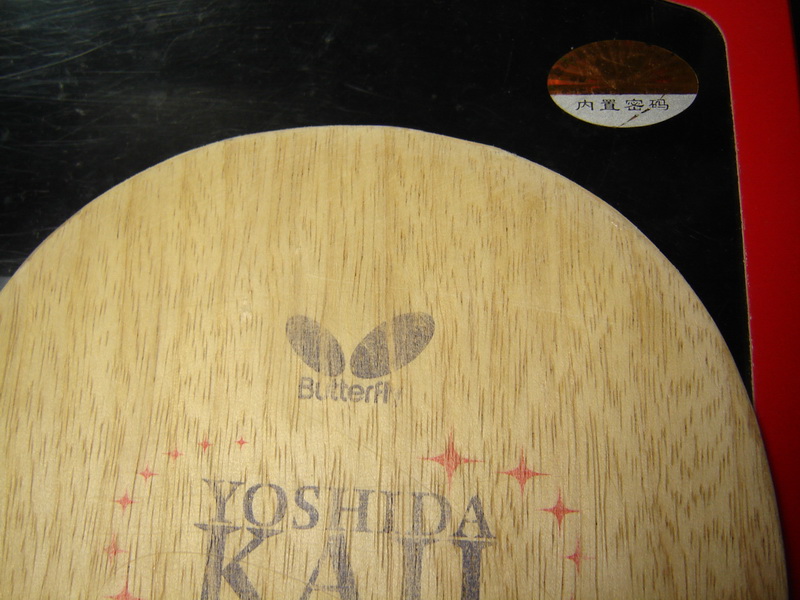 内置密码
Butterfly
YOSHIDA
KAII